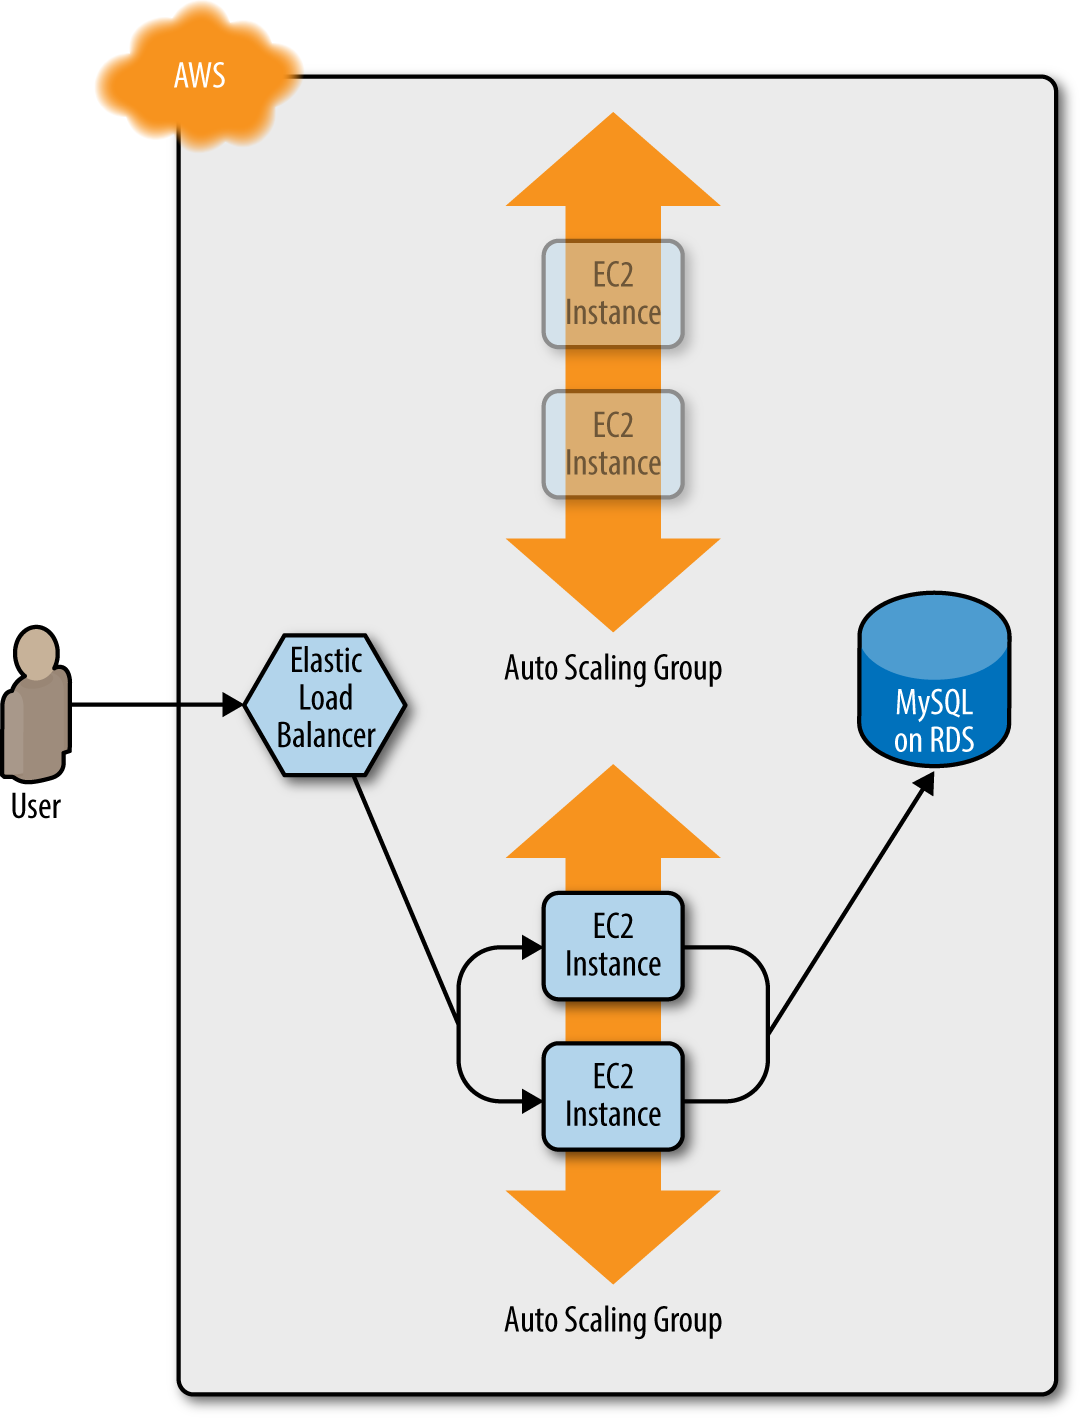 AWS
EC2
Instance
EC2
Instance
Auto Scaling Group
User
Elastic
Load
Balancer
MySQL
on RDS
EC2
Instance
EC2
Instance
Auto Scaling Group